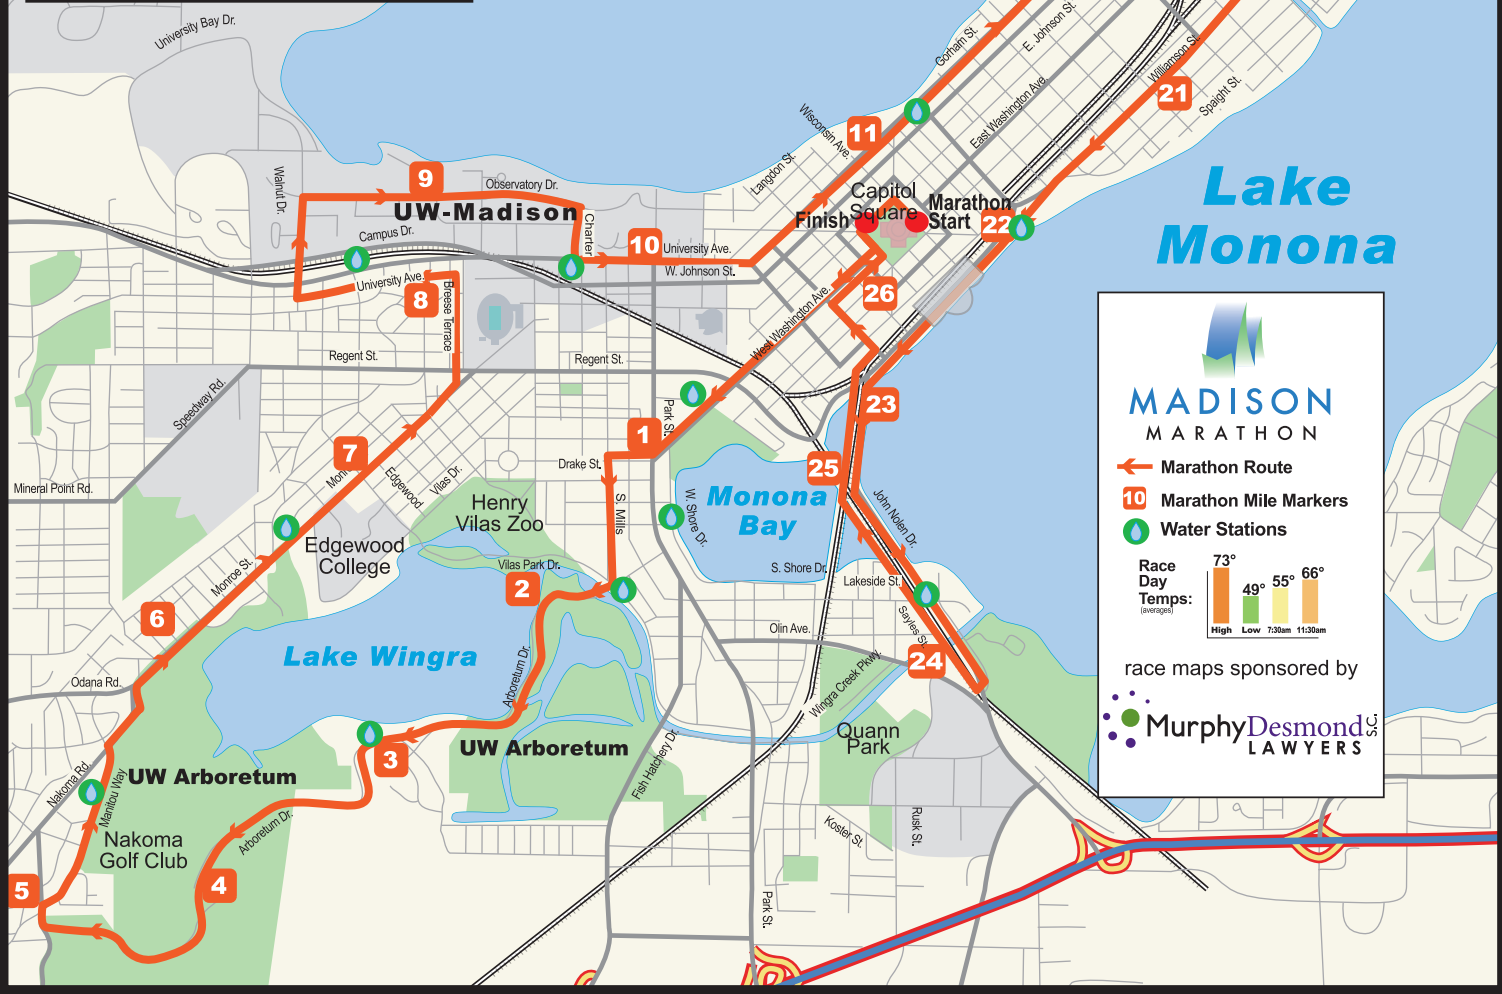 University Bay Dr.
Gorham St.
E. Johnson St.
Williamson St.
21
Speight St.
East Washington Ave.
Wisconsin Ave.
11
Langdon St.
Walnut Dr.
9
Observatory Dr.
UW-Madison
Charter
Campus Dr.
10
University Ave.
W. Johnson St.
Capitol
Square
Finish
Marathon
Start
22
Lake
Monona
University Ave.
8
Breese Terrace
26
West Washington Ave.
Regent St.
Regent St.
Speedway Rd.
Park St.
23
1
7
Monr
Edgewood
Vilas Dr.
Drake St.
S. Mills
Mineral Point Rd.
25
Henry
Vilas Zoo
Monona
Bay
W. Shore Dr.
John Nolen Dr.
Edgewood
College
Vilas Park Dr.
S. Shore Dr.
Lakeside St.
2
Monroe St.
6
Sayles St.
Olin Ave.
24
Lake Wingra
Arboretum Dr.
Wingra Creek Pkwy.
Odana Rd.
Quann
Park
UW Arboretum
3
Fish Hatchery Dr.
UW Arboretum
Nakoma Rd.
Manitou Way
Arboretum Dr.
Nakoma
Golf Club
Koster St.
Rusk St.
4
5
Park St.
MADISON
MARATHON
Marathon Route
10 Marathon Mile Markers
Water Stations
Race
Day
Temps:
(averages)
73° 49° 55° 66°
High Low 7:30am 11:30am
race maps sponsored by
MurphyDesmond S.C.
LAWYERS